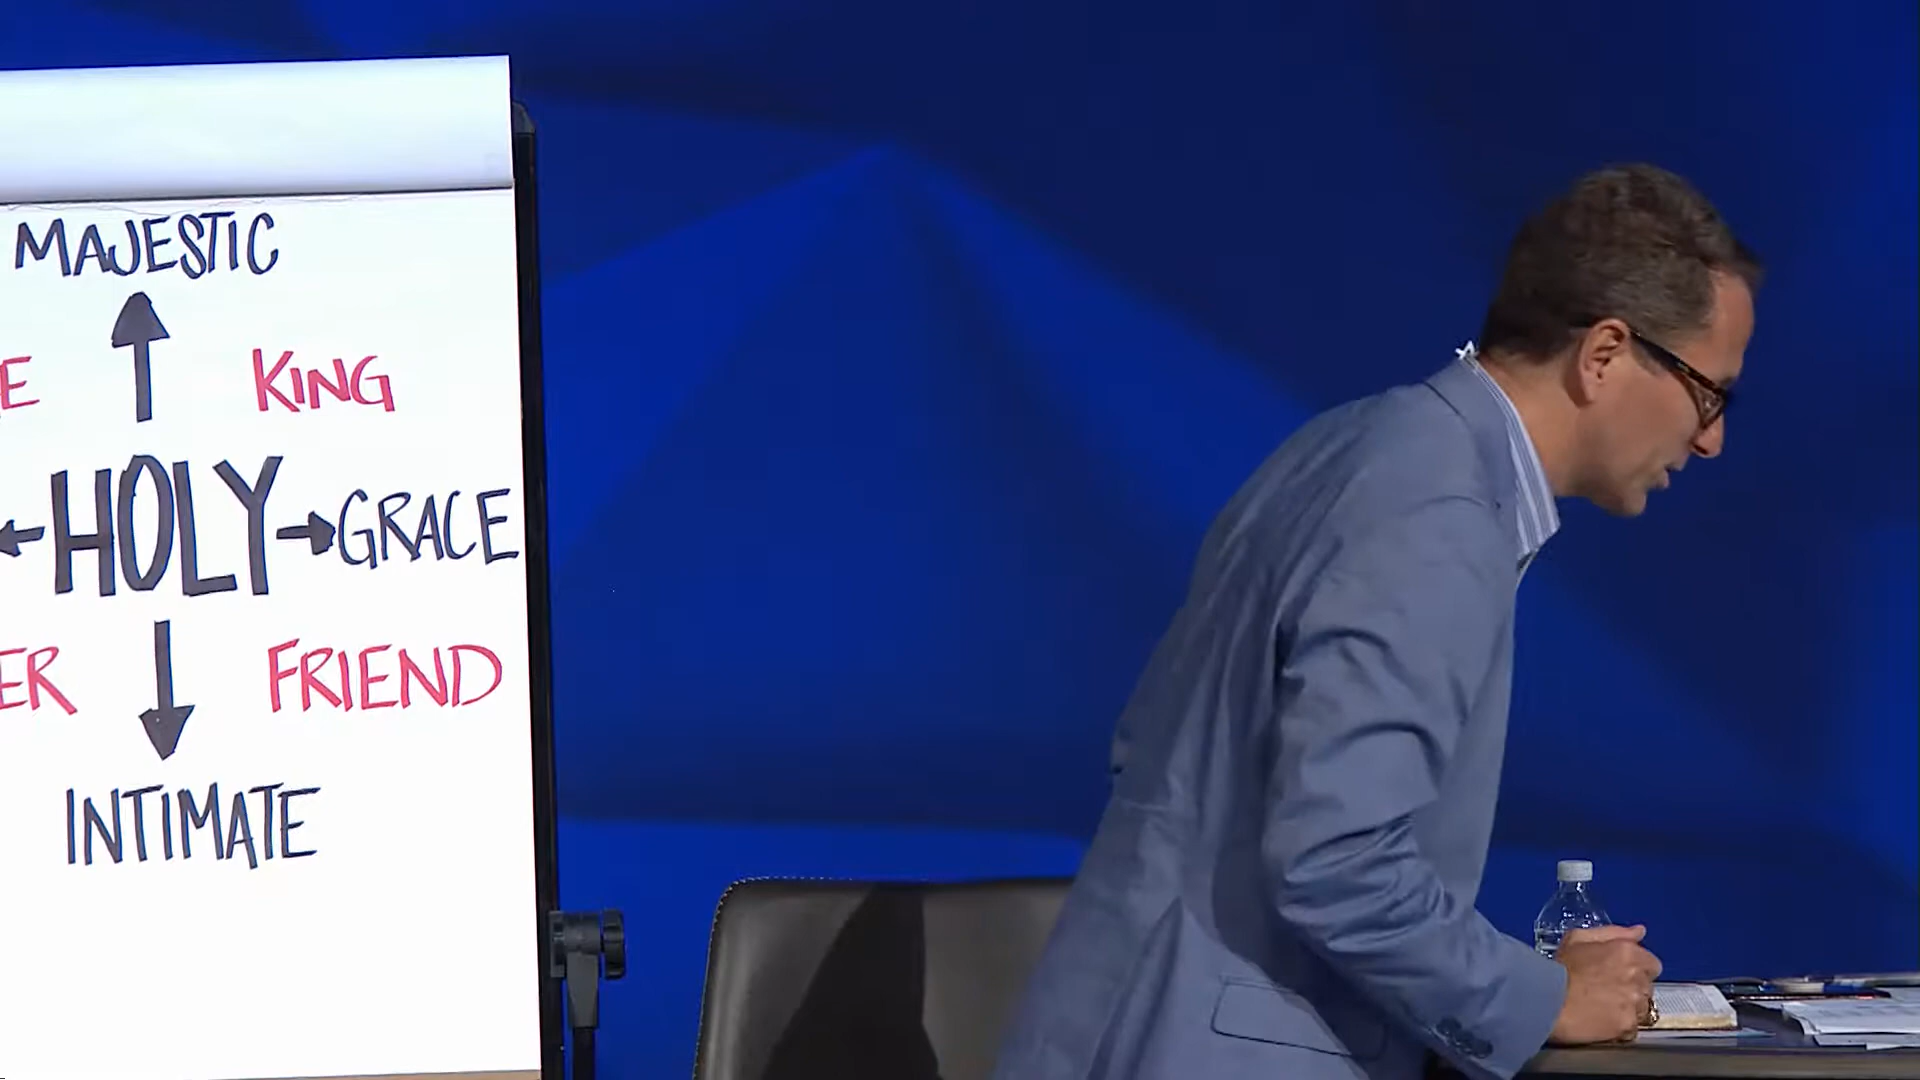 MAJESTIC
E KING
HOLY GRACE
ER FRIEND
INTIMATE